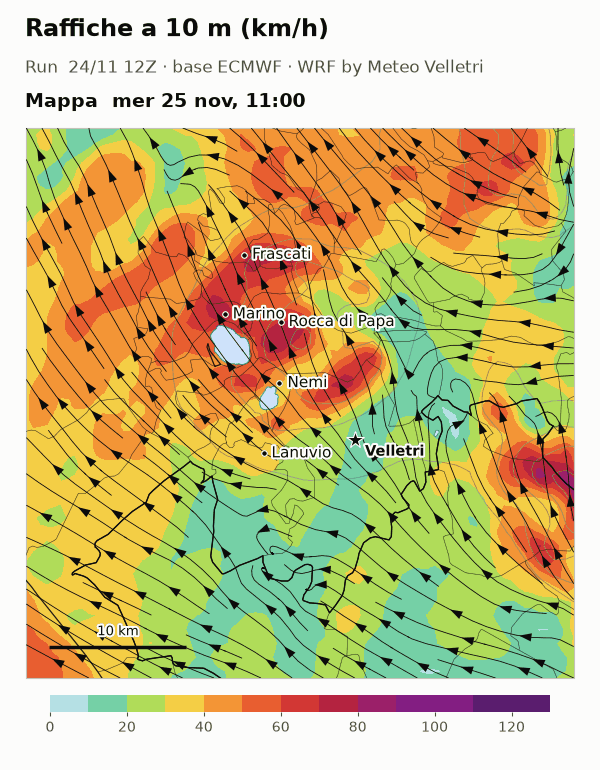 Raffiche a 10 m (km/h)
Run  24/11 12Z · base ECMWF · WRF by Meteo Velletri
Mappa  mer 25 nov, 11:00
Frascati
Marino
Rocca di Papa
Nemi
Velletri
Lanuvio
10 km
0 20 40 60 80 100 120